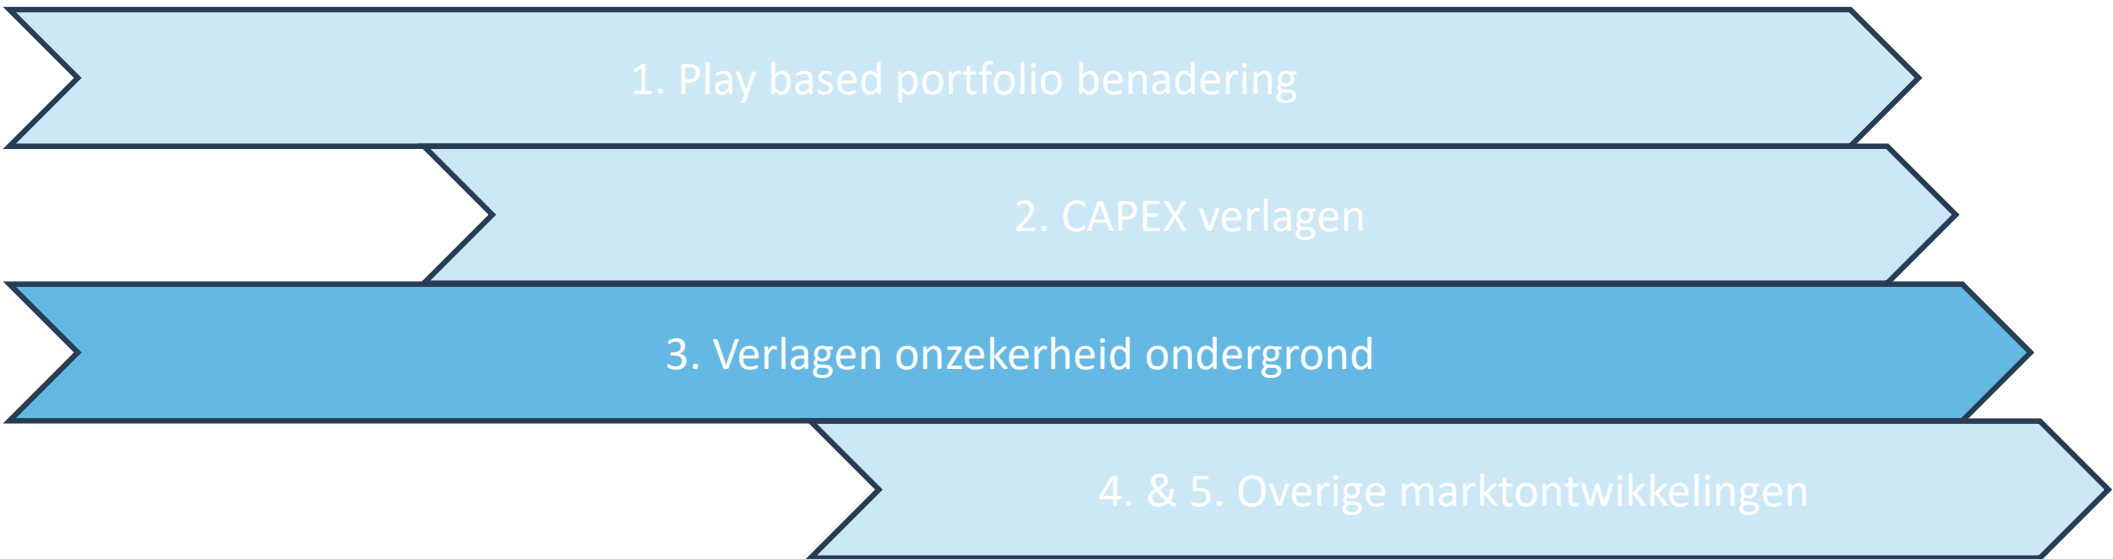 1. Play based portfolio benadering
2. CAPEX verlagen
3. Verlagen onzekerheid ondergrond
4. & 5. Overige marktontwikkelingen